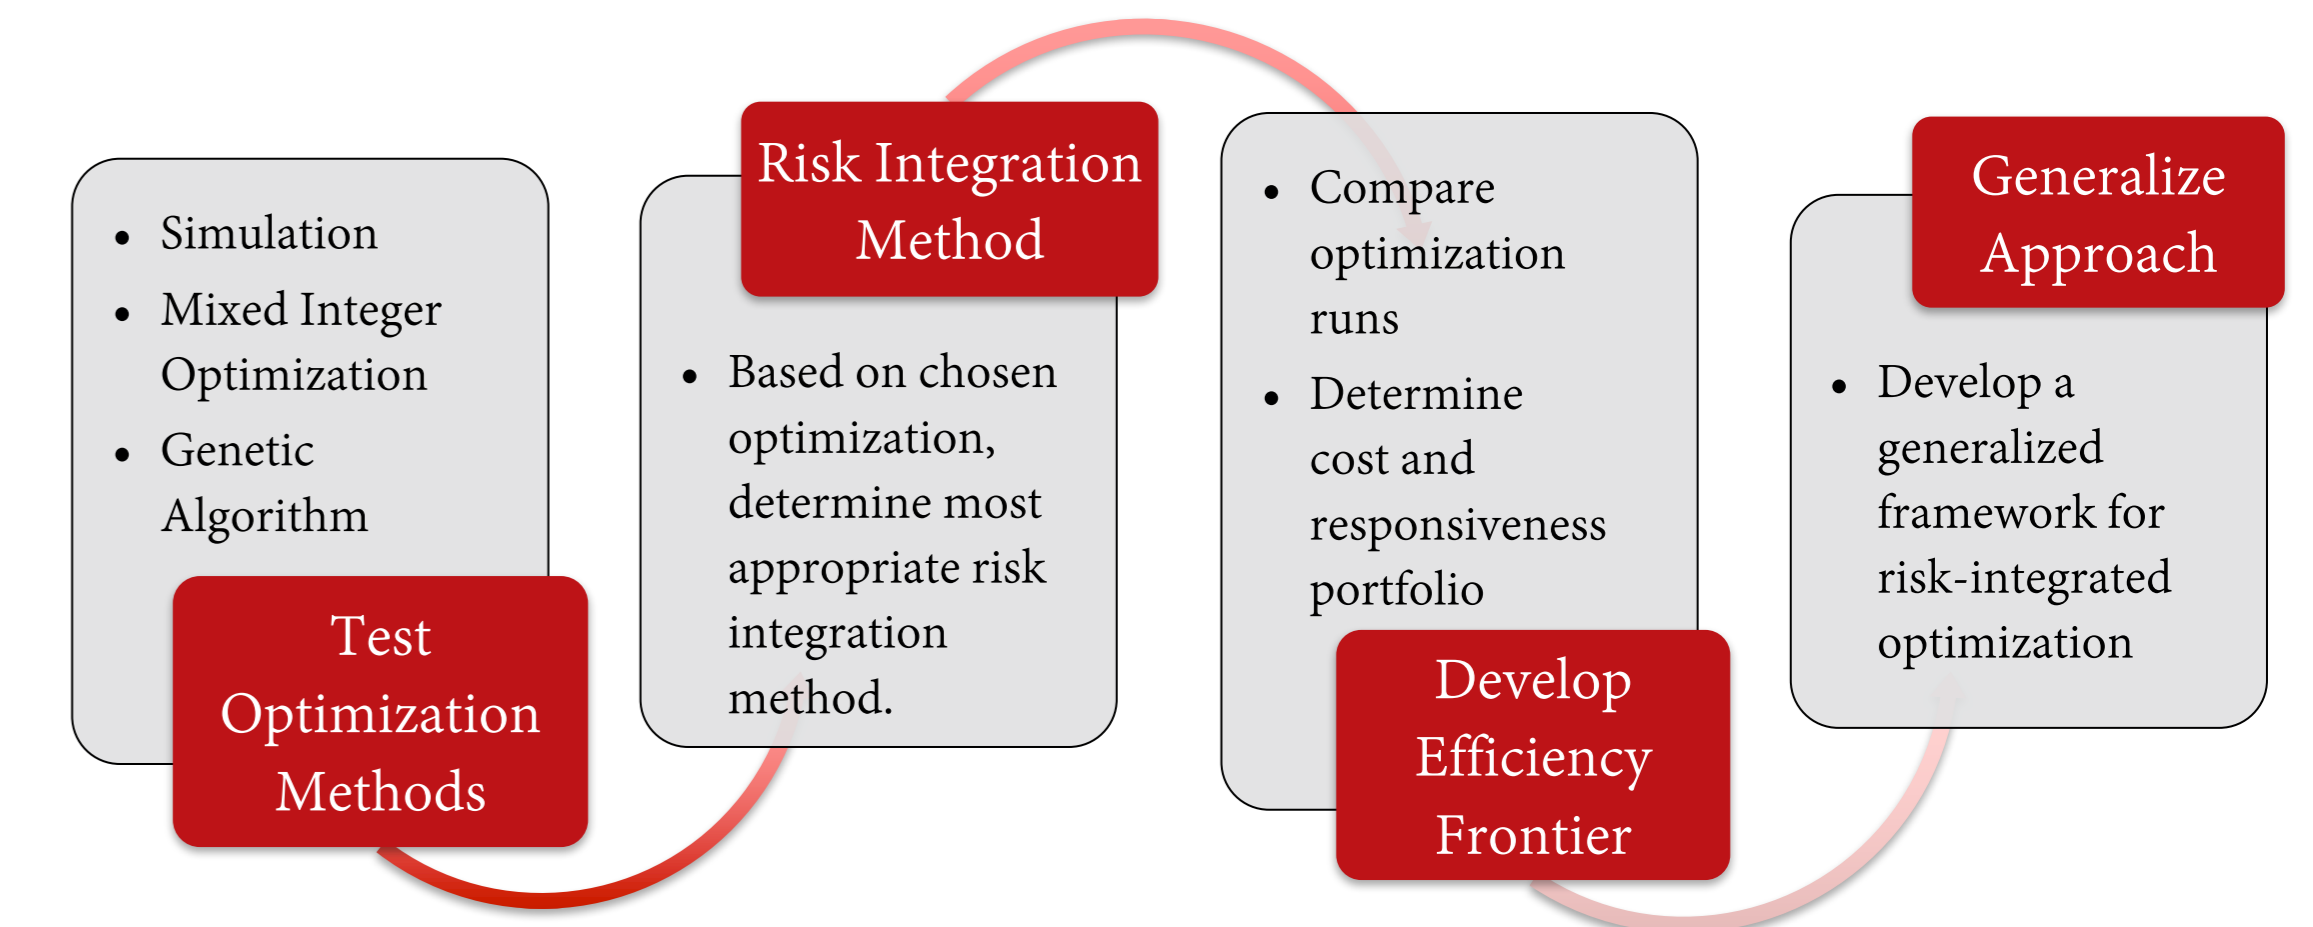 • Simulation
• Mixed Integer
Optimization
• Genetic
Algorithm
Test
Optimization
Methods
Risk Integration
Method
• Based on chosen
optimization,
determine most
appropriate risk
integration
method.
• Compare
optimization
runs
• Determine
cost and
responsiveness
portfolio
Develop
Efficiency
Frontier
Generalize
Approach
• Develop a
generalized
framework for
risk-integrated
optimization